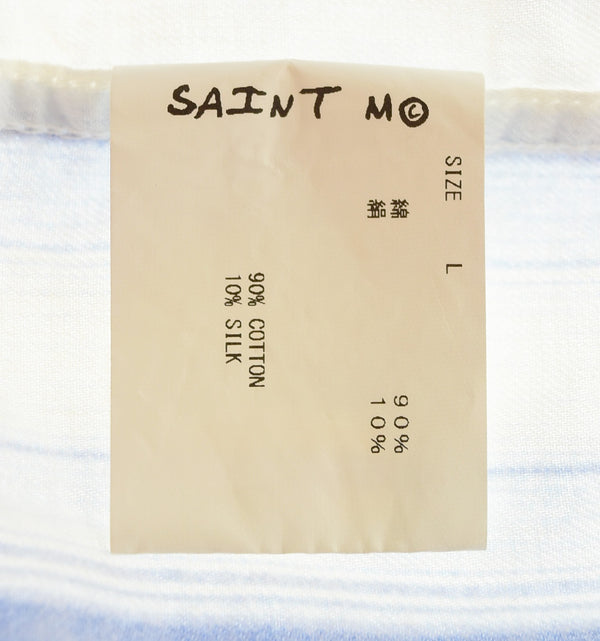 SAINT M©
SIZE L
綿 90%
絹 10%
90% COTTON
10% SILK